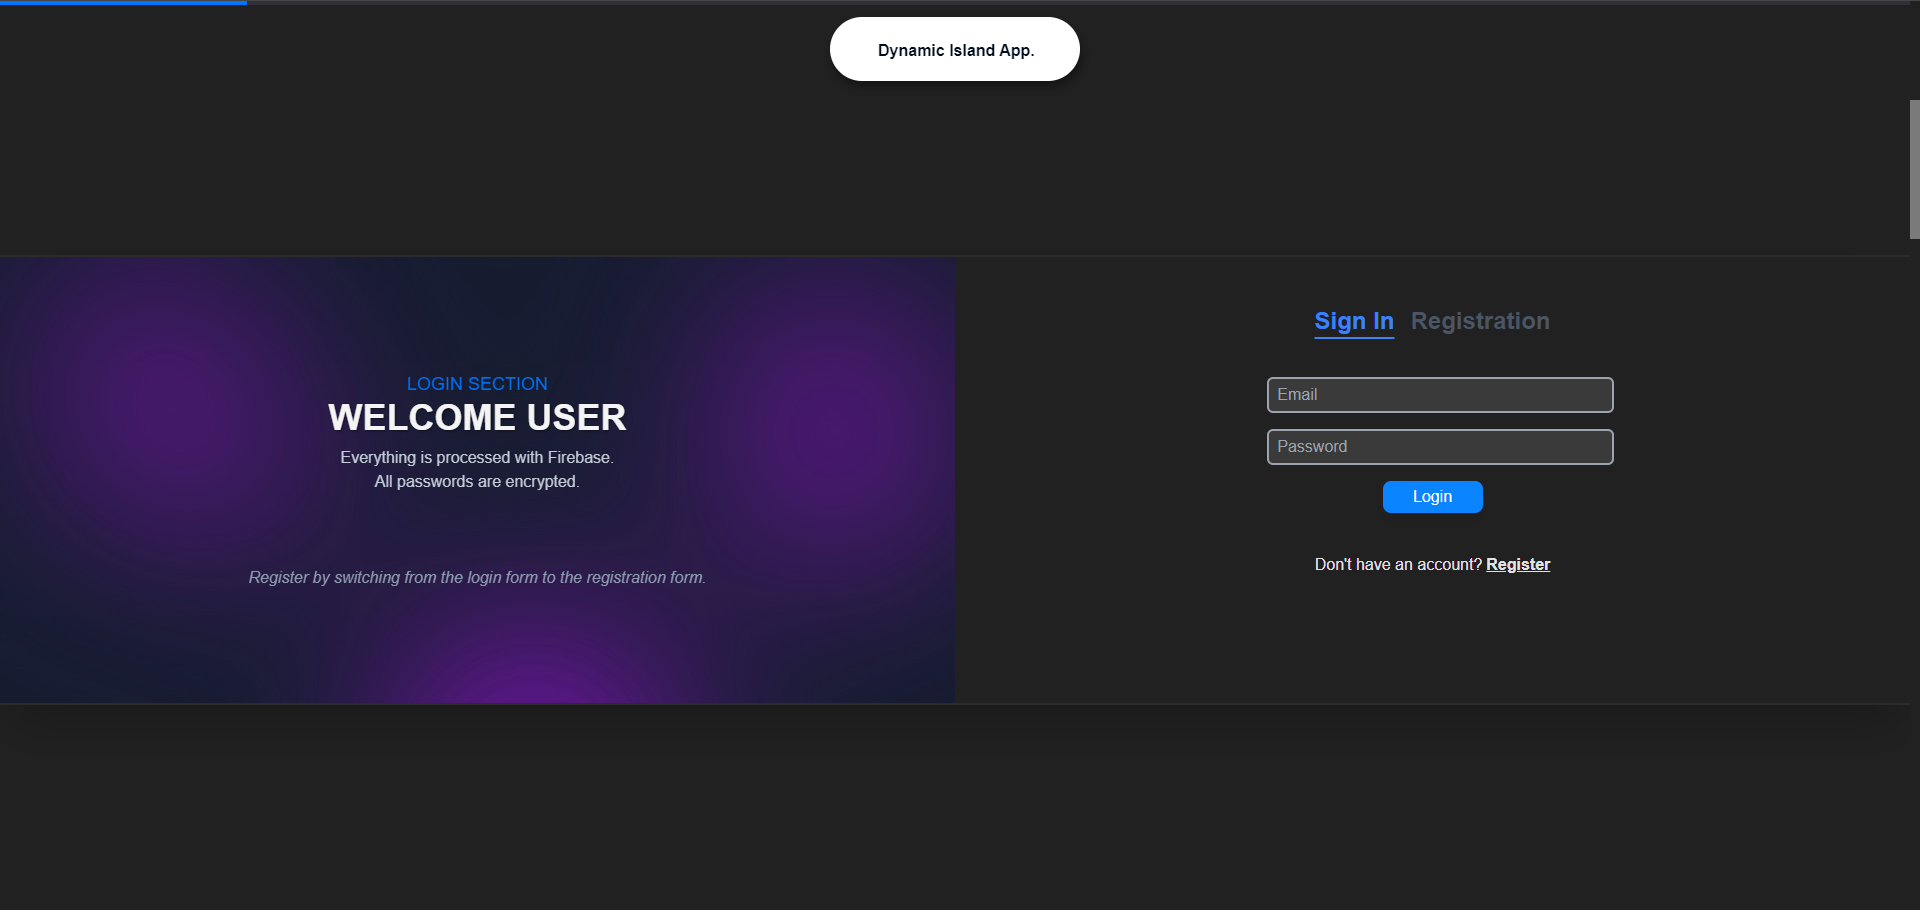 Dynamic Island App.
LOGIN SECTION
WELCOME USER
Everything is processed with Firebase.
All passwords are encrypted.
Register by switching from the login form to the registration form.
Sign In Registration
Email
Password
Login
Don't have an account? Register